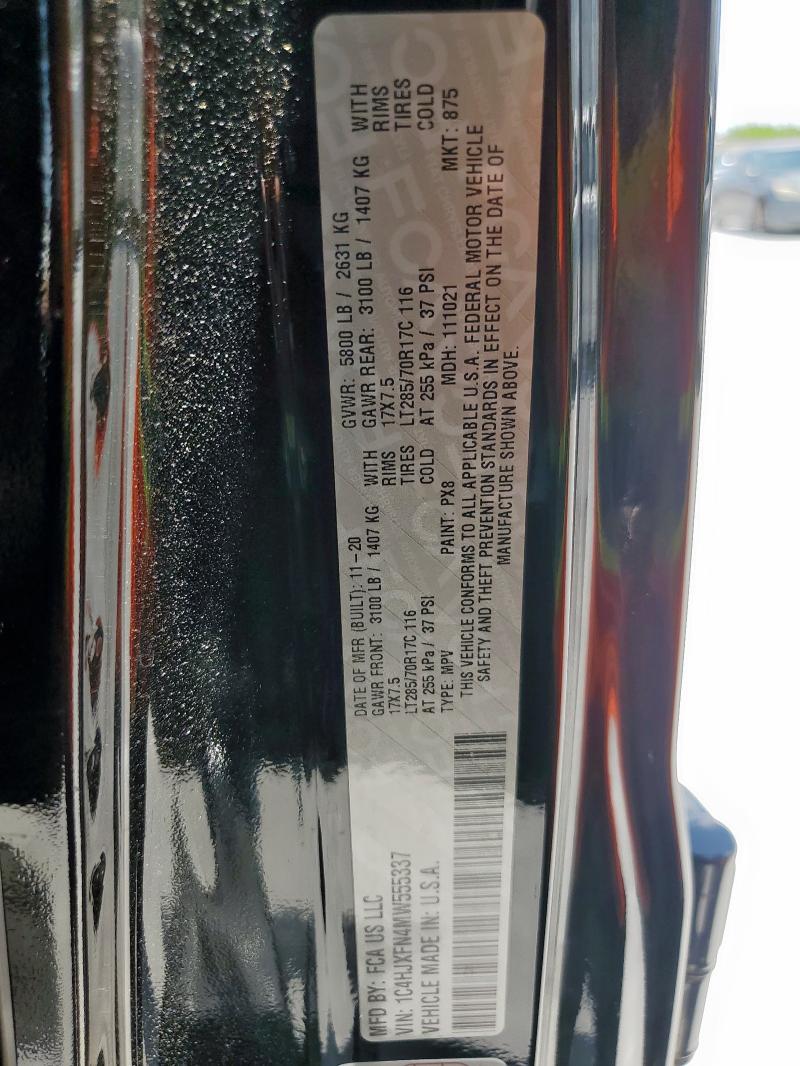 MFD BY: FCA US LLC
VIN: 1C4HJXFN4MW555337
VEHICLE MADE IN: U.S.A.
DATE OF MFR (BUILT): 11-20 GVWR: 5800 LB / 2631 KG
GAWR FRONT: 3100 LB / 1407 KG WITH GAWR REAR: 3100 LB / 1407 KG WITH
17X7.5 RIMS 17X7.5 RIMS
LT285/70R17C 116 TIRES LT285/70R17C 116 TIRES
AT 255 kPa / 37 PSI COLD AT 255 kPa / 37 PSI COLD
TYPE: MPV PAINT: PX8 MDH: 111021 MKT: 875
THIS VEHICLE CONFORMS TO ALL APPLICABLE U.S.A. FEDERAL MOTOR VEHICLE
SAFETY AND THEFT PREVENTION STANDARDS IN EFFECT ON THE DATE OF
MANUFACTURE SHOWN ABOVE.